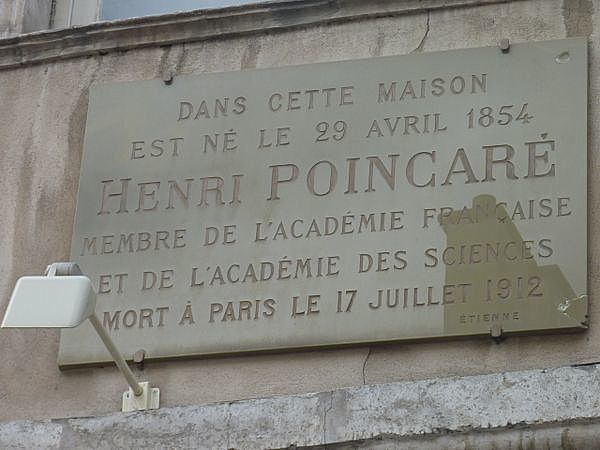 DANS CETTE MAISON
EST NÉ LE 29 AVRIL 1854
HENRI POINCARÉ
MEMBRE DE L'ACADÉMIE FRANÇAISE
ET DE L'ACADÉMIE DES SCIENCES
MORT À PARIS LE 17 JUILLET 1912
ÉTIENNE